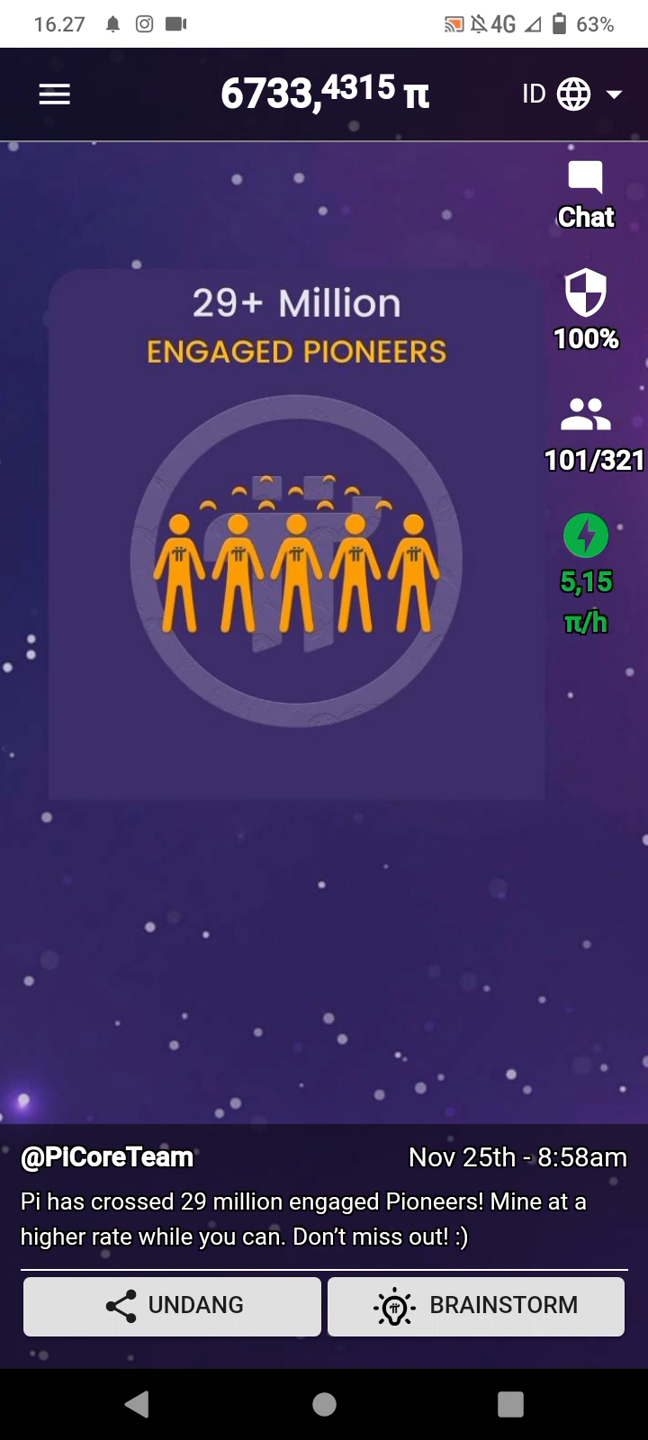 16.27 4G 63%
6733,4315 π ID
Chat
29+ Million
ENGAGED PIONEERS
100%
101/321
5,15
π/h
@PiCoreTeam Nov 25th - 8:58am
Pi has crossed 29 million engaged Pioneers! Mine at a
higher rate while you can. Don’t miss out! :)
UNDANG BRAINSTORM